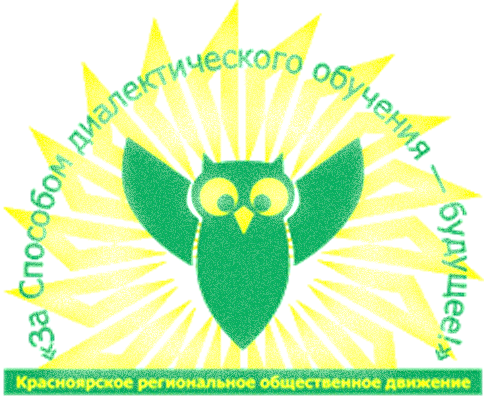 «За Способом диалектического обучения — будущее!»
Красноярское региональное общественное движение